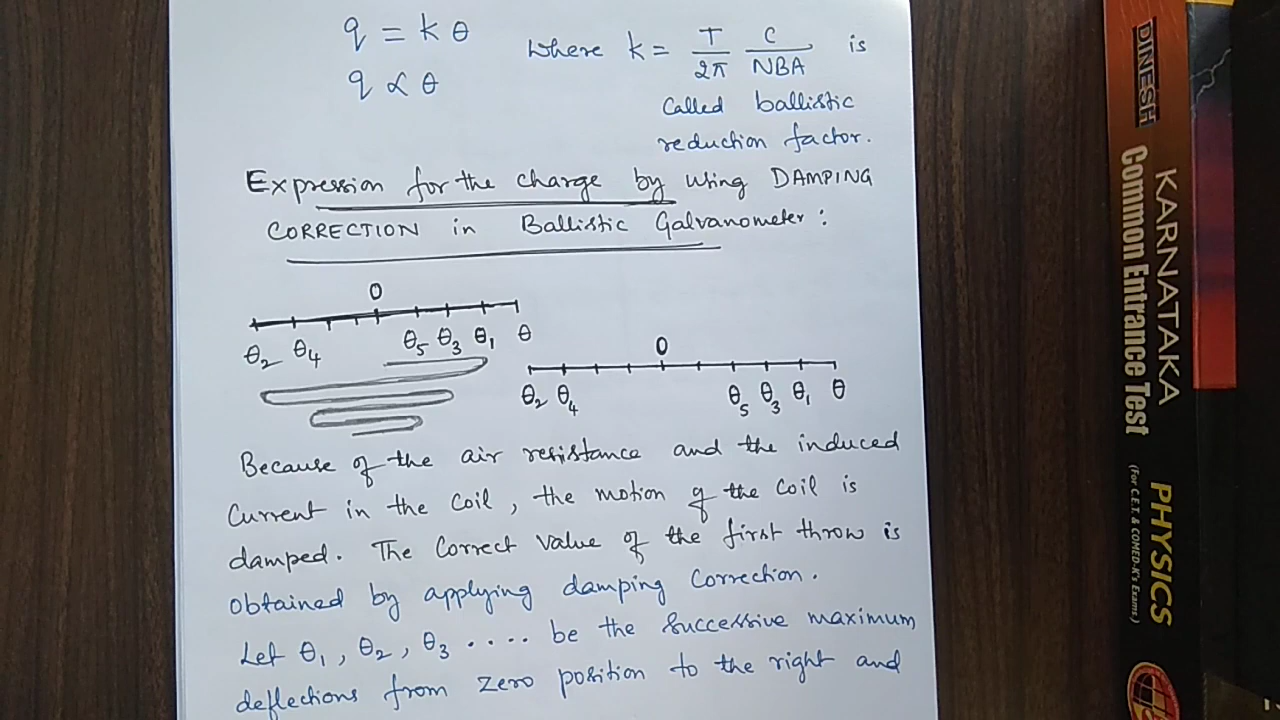 q = k θ
q ∝ θ
where k = T/2π C/NBA is
called ballistic
reduction factor.
Expression for the charge by using DAMPING
CORRECTION in Ballistic Galvanometer :
0
θ₂ θ₄ θ₅ θ₃ θ₁ θ
0
θ₂ θ₄ θ₅ θ₃ θ₁ θ
Because of the air resistance and the induced
current in the coil, the motion of the coil is
damped. The correct value of the first throw is
obtained by applying damping correction.
Let θ₁, θ₂, θ₃ .... be the successive maximum
deflections from zero position to the right and
DINESH
KARNATAKA
Common Entrance Test
PHYSICS
(For C.E.T. & COMED-K's Exams)